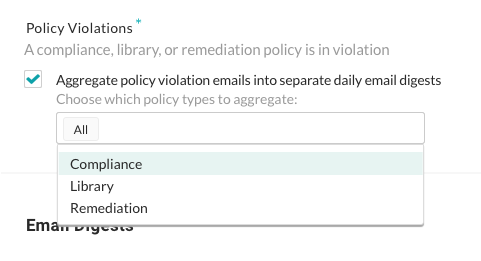 Policy Violations *
A compliance, library, or remediation policy is in violation
Aggregate policy violation emails into separate daily email digests
Choose which policy types to aggregate:
All
Compliance
Library
Remediation
Email Digests